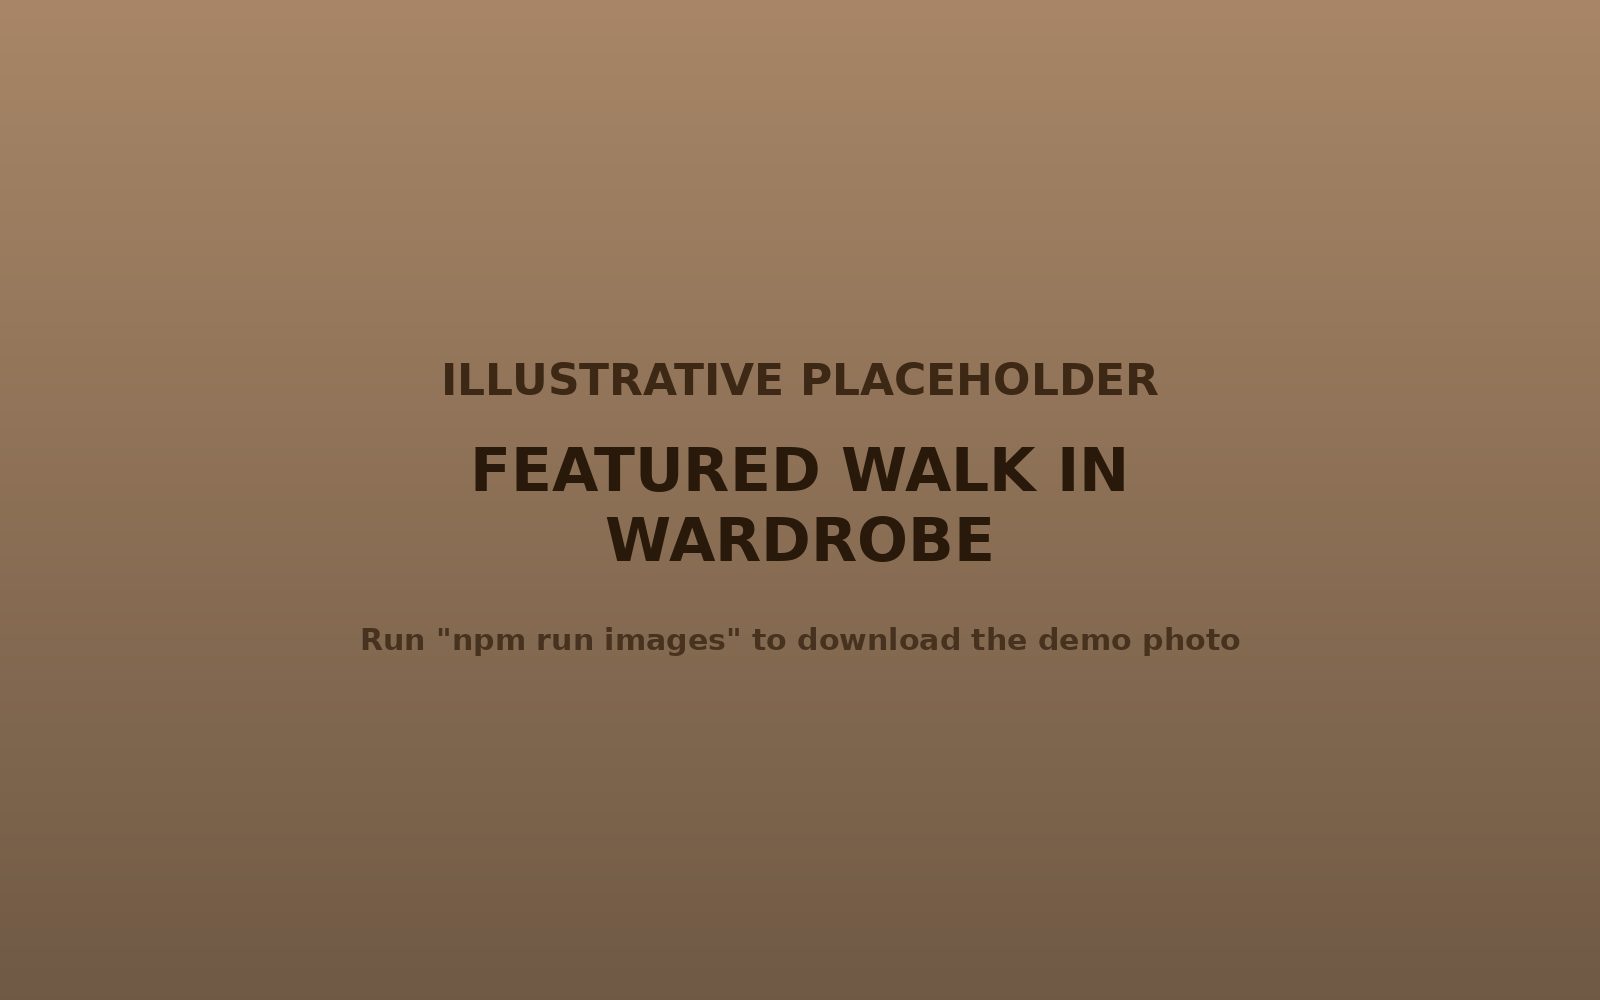 ILLUSTRATIVE PLACEHOLDER
FEATURED WALK IN
WARDROBE
Run "npm run images" to download the demo photo